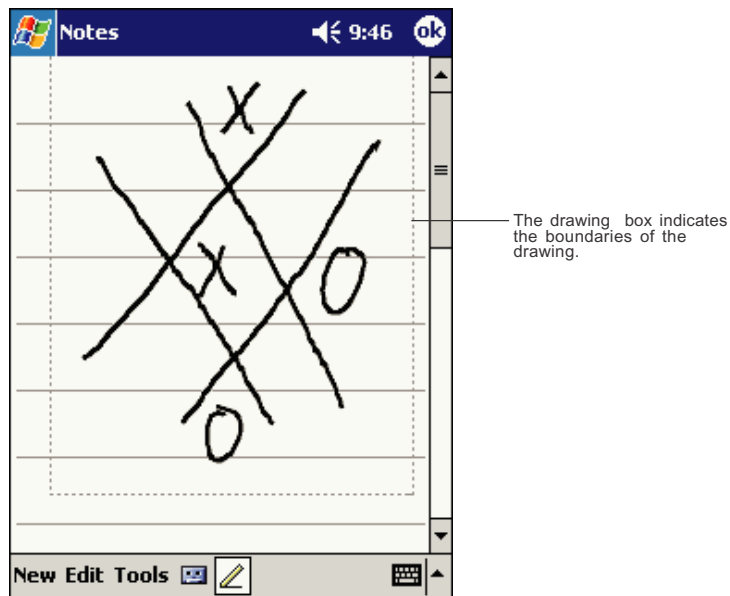 Notes 9:46 ok
X
X
O
O
The drawing box indicates
the boundaries of the
drawing.
New Edit Tools